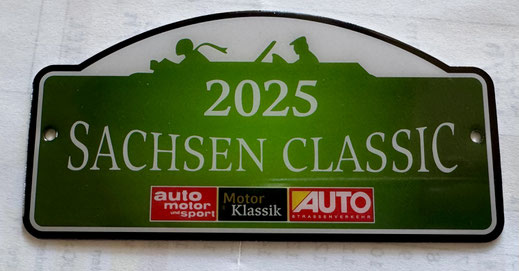 2025
SACHSEN CLASSIC
auto
motor
und sport
Motor
Klassik
AUTO
STRASSENVERKEHR